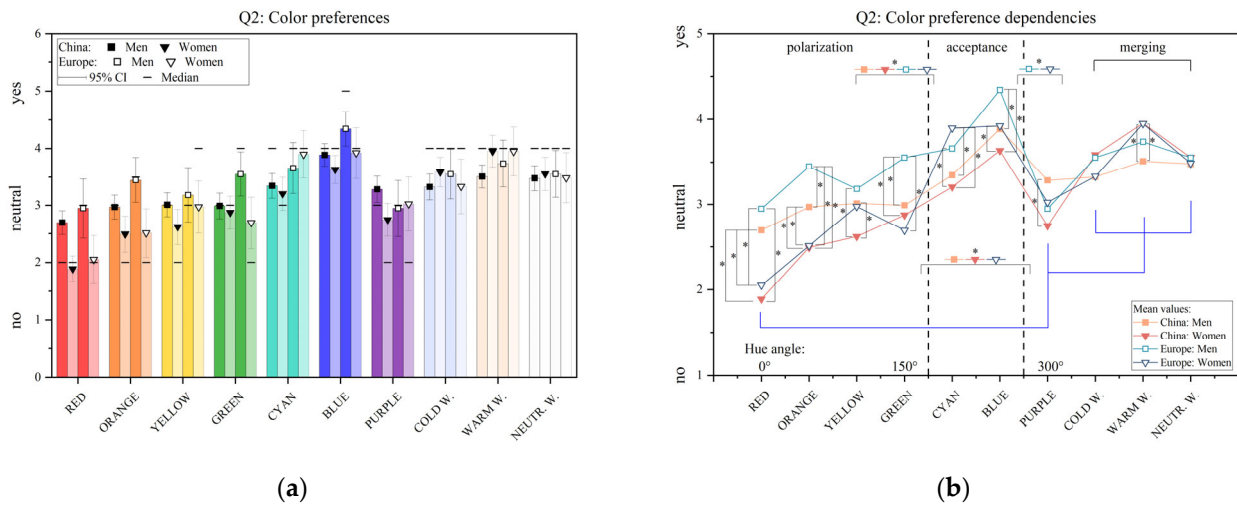 Q2: Color preferences
China: Men Women
Europe: Men Women
95% CI Median
yes
neutral
no
6
5
4
3
2
1
0
RED
ORANGE
YELLOW
GREEN
CYAN
BLUE
PURPLE
COLD W.
WARM W.
NEUTR. W.
(a)
Q2: Color preference dependencies
polarization acceptance merging
yes
neutral
no
5
4
3
2
1
* * * * * * * * * * * * * * * * * * * * * * * * *
Mean values:
China: Men
China: Women
Europe: Men
Europe: Women
Hue angle:
0° 150° 300°
RED
ORANGE
YELLOW
GREEN
CYAN
BLUE
PURPLE
COLD W.
WARM W.
NEUTR. W.
(b)